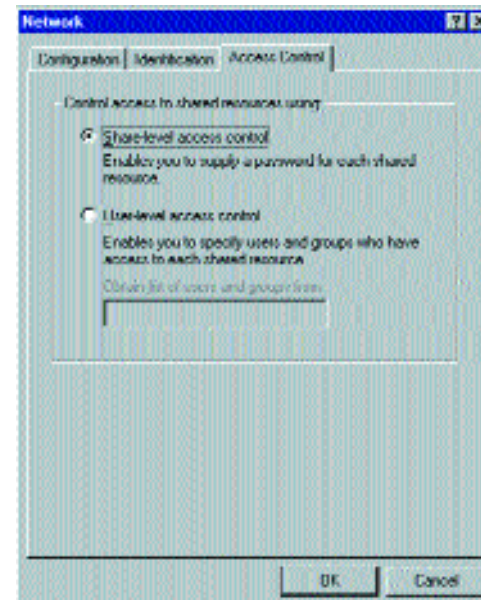 Network
Configuration Identification Access Control
Control access to shared resources using:
Share-level access control
Enables you to supply a password for each shared
resource.
User-level access control
Enables you to specify users and groups who have
access to each shared resource
Obtain list of users and groups from:
OK Cancel